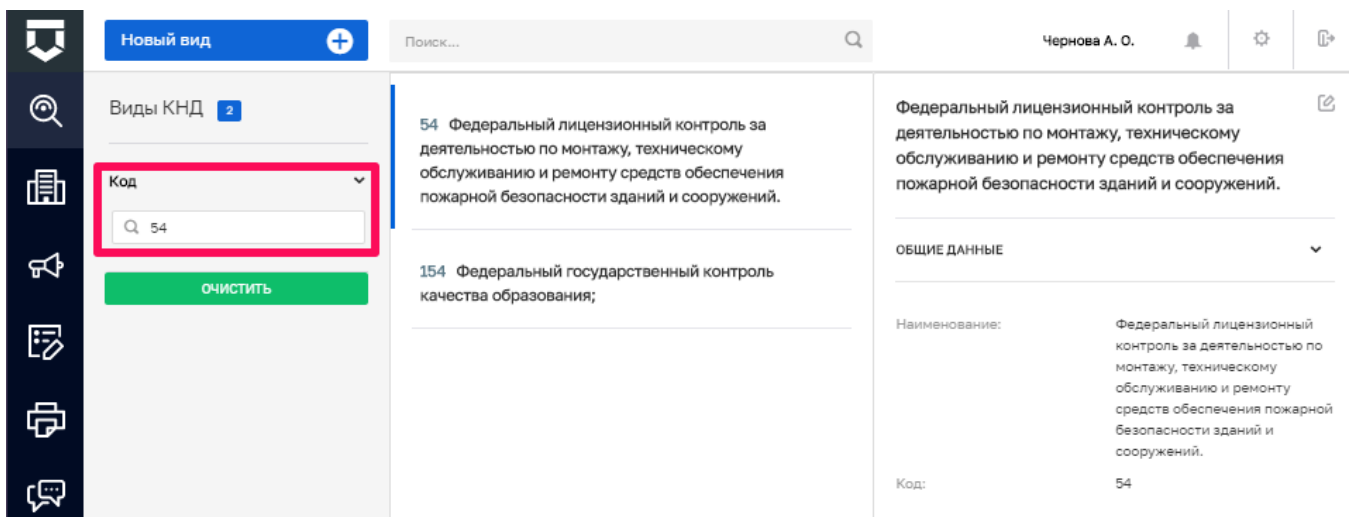 Новый вид
Поиск...
Чернова А. О.
Виды КНД 2
Код
54
ОЧИСТИТЬ
54 Федеральный лицензионный контроль за
деятельностью по монтажу, техническому
обслуживанию и ремонту средств обеспечения
пожарной безопасности зданий и сооружений.
154 Федеральный государственный контроль
качества образования;
Федеральный лицензионный контроль за
деятельностью по монтажу, техническому
обслуживанию и ремонту средств обеспечения
пожарной безопасности зданий и сооружений.
ОБЩИЕ ДАННЫЕ
Наименование:
Федеральный лицензионный
контроль за деятельностью по
монтажу, техническому
обслуживанию и ремонту
средств обеспечения пожарной
безопасности зданий и
сооружений.
Код:
54